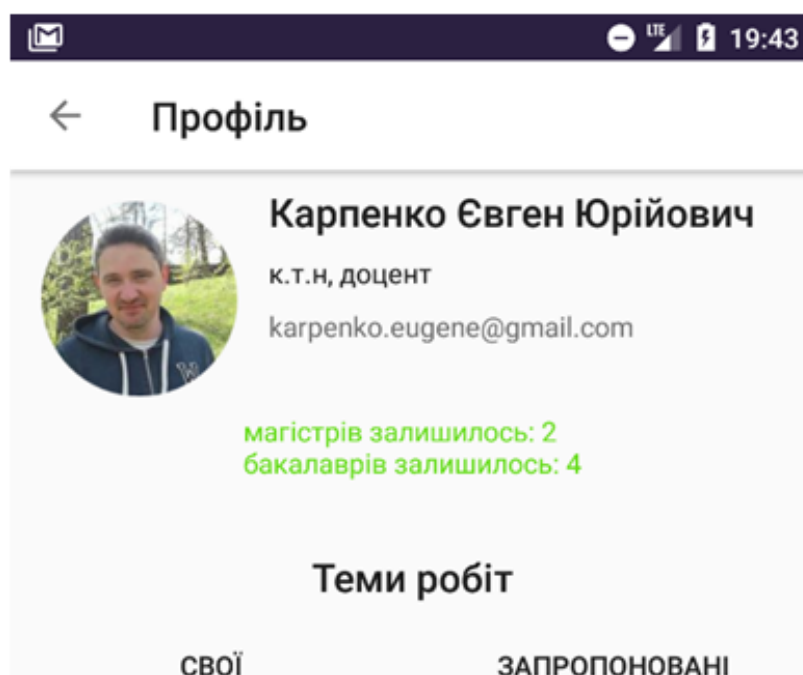 LTE 19:43
Профіль
Карпенко Євген Юрійович
к.т.н, доцент
karpenko.eugene@gmail.com
магістрів залишилось: 2
бакалаврів залишилось: 4
Теми робіт
СВОЇ ЗАПРОПОНОВАНІ